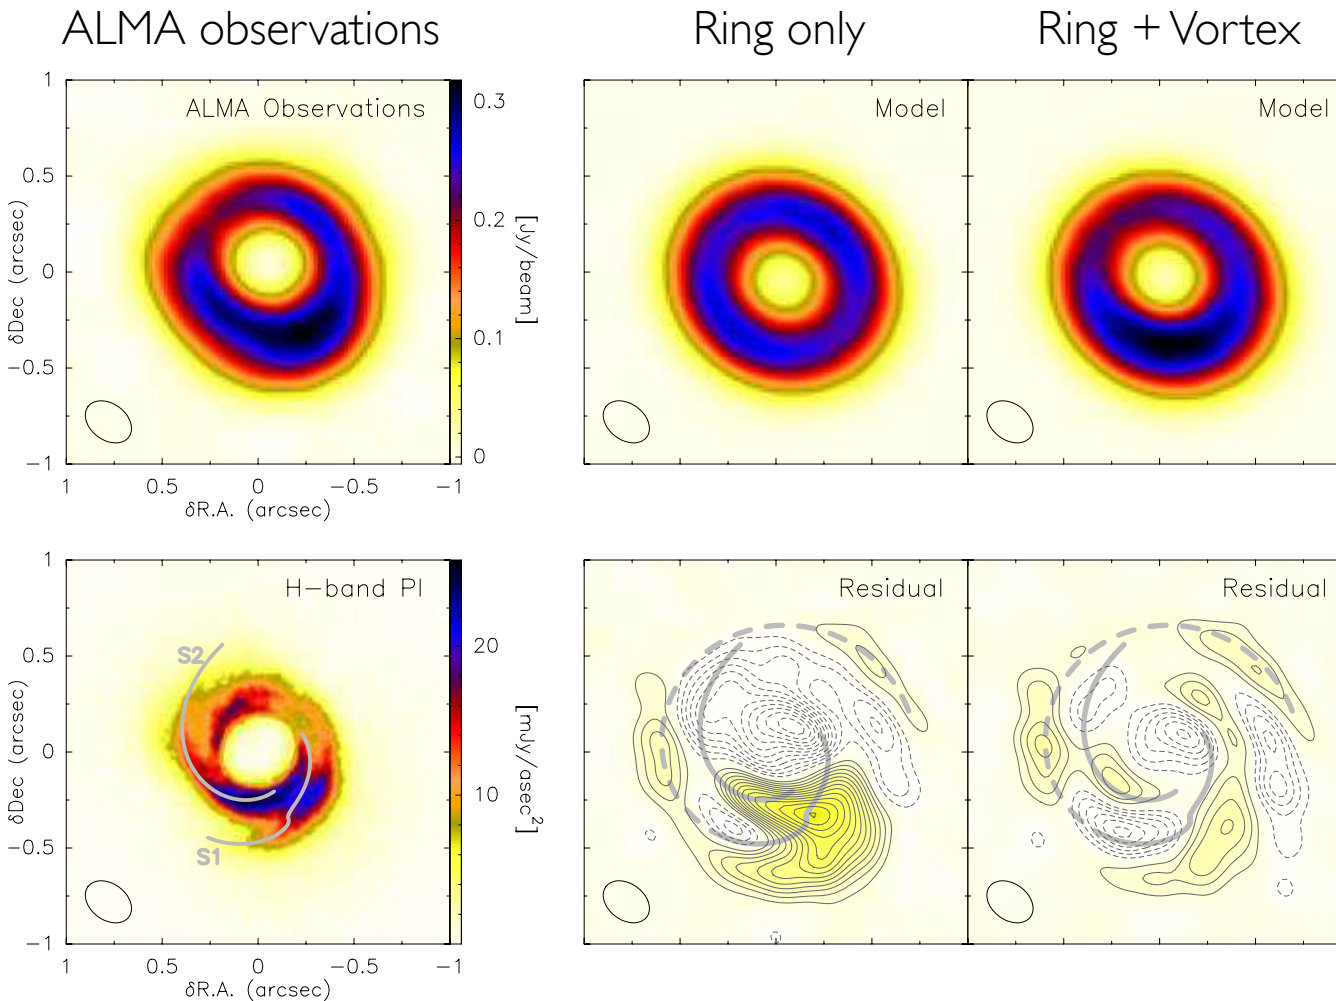 ALMA observations
Ring only
Ring + Vortex
ALMA Observations
Model
Model
1
0.5
0
−0.5
−1
δDec (arcsec)
0.3
0.2
0.1
0
[Jy/beam]
1 0.5 0 −0.5 −1
δR.A. (arcsec)
H−band PI
Residual
Residual
S2
S1
1
0.5
0
−0.5
−1
δDec (arcsec)
20
10
[mJy/asec²]
1 0.5 0 −0.5 −1
δR.A. (arcsec)